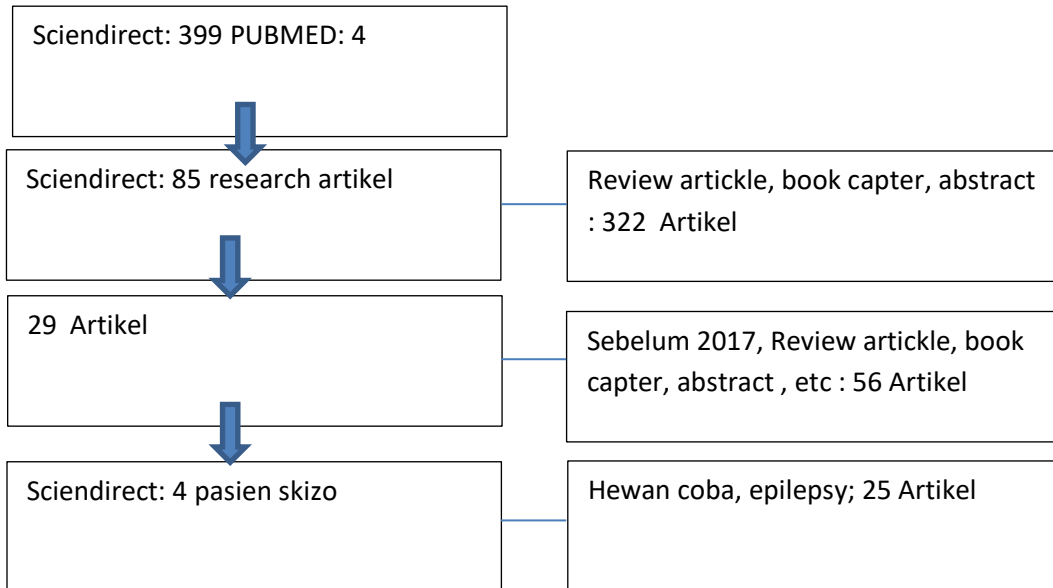 Sciendirect: 399 PUBMED: 4
Sciendirect: 85 research artikel
Review artickle, book capter, abstract
: 322 Artikel
29 Artikel
Sebelum 2017, Review artickle, book
capter, abstract , etc : 56 Artikel
Sciendirect: 4 pasien skizo
Hewan coba, epilepsy; 25 Artikel